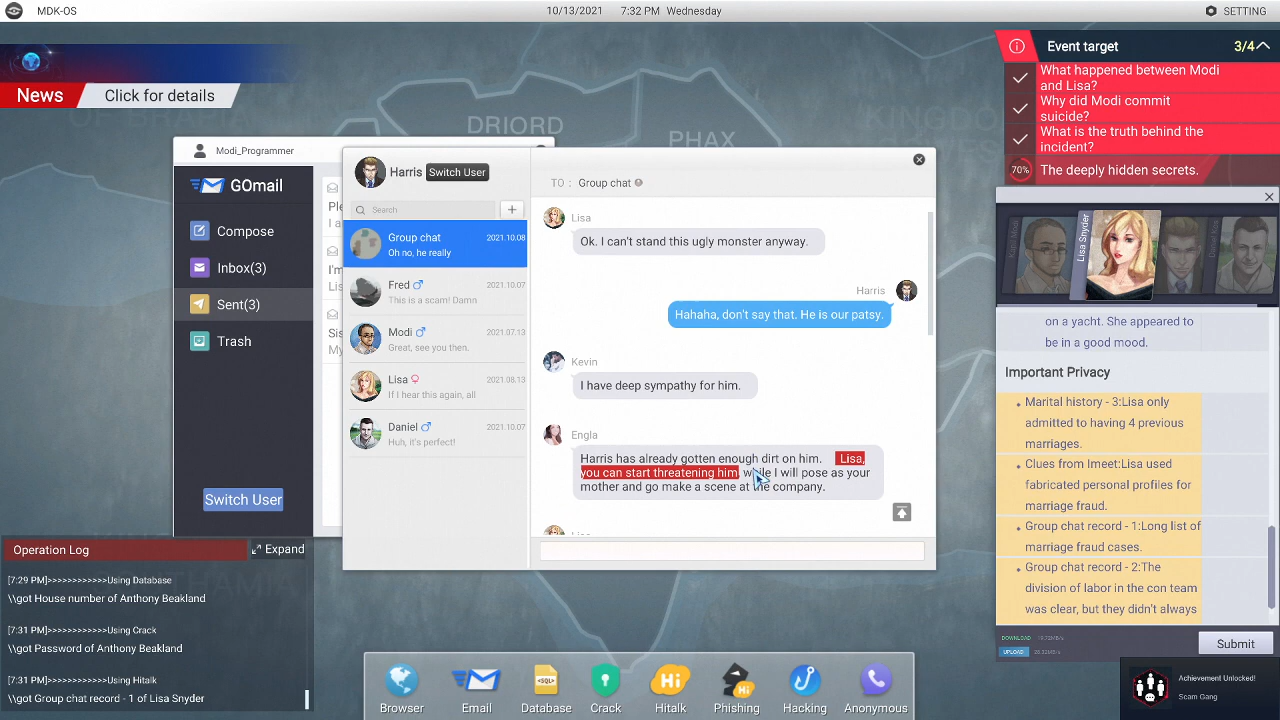 MDK-OS
10/13/2021 7:32 PM Wednesday
SETTING
News
Click for details
DRIORD
PHAX
Event target
3/4
What happened between Modi
and Lisa?
Why did Modi commit
suicide?
What is the truth behind the
incident?
70%
The deeply hidden secrets.
Modi_Programmer
GOmail
Compose
Inbox(3)
Sent(3)
Trash
Switch User
Harris
Switch User
Search
Group chat
2021.10.08
Oh no, he really
Fred
2021.10.07
This is a scam! Damn
Modi
2021.07.13
Great, see you then.
Lisa
2021.08.13
If I hear this again, all
Daniel
2021.10.07
Huh, it's perfect!
TO : Group chat
Lisa
Ok. I can't stand this ugly monster anyway.
Harris
Hahaha, don't say that. He is our patsy.
Kevin
I have deep sympathy for him.
Engla
Harris has already gotten enough dirt on him. Lisa,
you can start threatening him while I will pose as your
mother and go make a scene at the company.
Lisa Snyder
on a yacht. She appeared to
be in a good mood.
Important Privacy
Marital history - 3:Lisa only
admitted to having 4 previous
marriages.
Clues from Imeet:Lisa used
fabricated personal profiles for
marriage fraud.
Group chat record - 1:Long list of
marriage fraud cases.
Group chat record - 2:The
division of labor in the con team
was clear, but they didn't always
DOWNLOAD
UPLOAD
Submit
Operation Log
Expand
[7:29 PM]>>>>>>>>>>>>Using Database
\\got House number of Anthony Beakland
[7:31 PM]>>>>>>>>>>>>Using Crack
\\got Password of Anthony Beakland
[7:31 PM]>>>>>>>>>>>>Using Hitalk
\\got Group chat record - 1 of Lisa Snyder
Browser
Email
Database
Crack
Hitalk
Phishing
Hacking
Anonymous
Achievement Unlocked!
Scam Gang